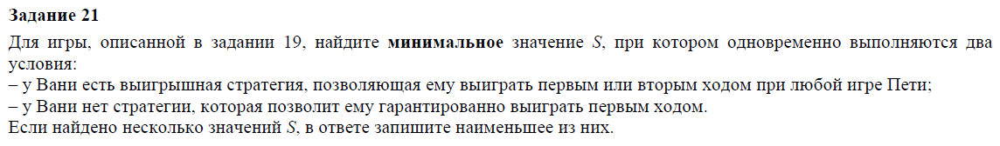 Задание 21
Для игры, описанной в задании 19, найдите минимальное значение S, при котором одновременно выполняются два
условия:
– у Вани есть выигрышная стратегия, позволяющая ему выиграть первым или вторым ходом при любой игре Пети;
– у Вани нет стратегии, которая позволит ему гарантированно выиграть первым ходом.
Если найдено несколько значений S, в ответе запишите наименьшее из них.